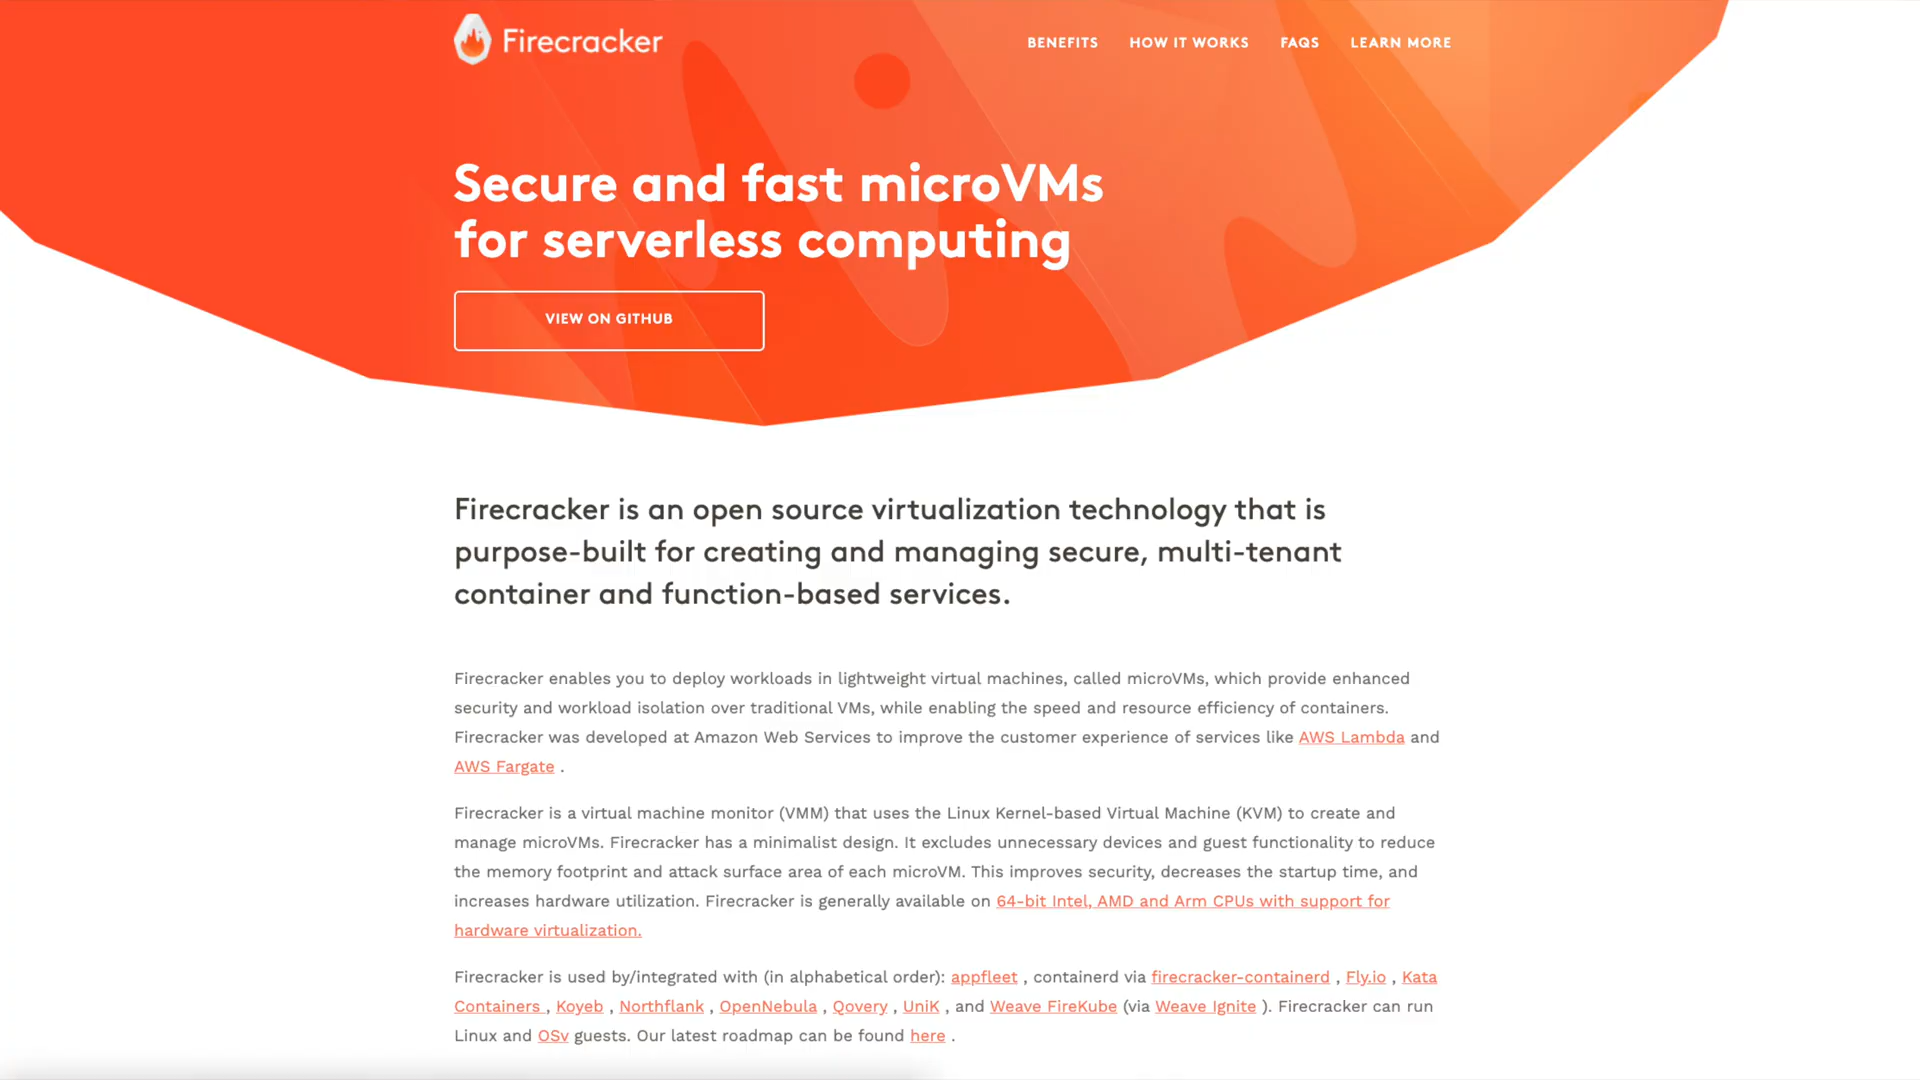 Firecracker
BENEFITS HOW IT WORKS FAQS LEARN MORE
Secure and fast microVMs
for serverless computing
VIEW ON GITHUB
Firecracker is an open source virtualization technology that is
purpose-built for creating and managing secure, multi-tenant
container and function-based services.
Firecracker enables you to deploy workloads in lightweight virtual machines, called microVMs, which provide enhanced
security and workload isolation over traditional VMs, while enabling the speed and resource efficiency of containers.
Firecracker was developed at Amazon Web Services to improve the customer experience of services like AWS Lambda and
AWS Fargate .
Firecracker is a virtual machine monitor (VMM) that uses the Linux Kernel-based Virtual Machine (KVM) to create and
manage microVMs. Firecracker has a minimalist design. It excludes unnecessary devices and guest functionality to reduce
the memory footprint and attack surface area of each microVM. This improves security, decreases the startup time, and
increases hardware utilization. Firecracker is generally available on 64-bit Intel, AMD and Arm CPUs with support for
hardware virtualization.
Firecracker is used by/integrated with (in alphabetical order): appfleet , containerd via firecracker-containerd , Fly.io , Kata
Containers , Koyeb , Northflank , OpenNebula , Qovery , UniK , and Weave FireKube (via Weave Ignite ). Firecracker can run
Linux and OSv guests. Our latest roadmap can be found here .